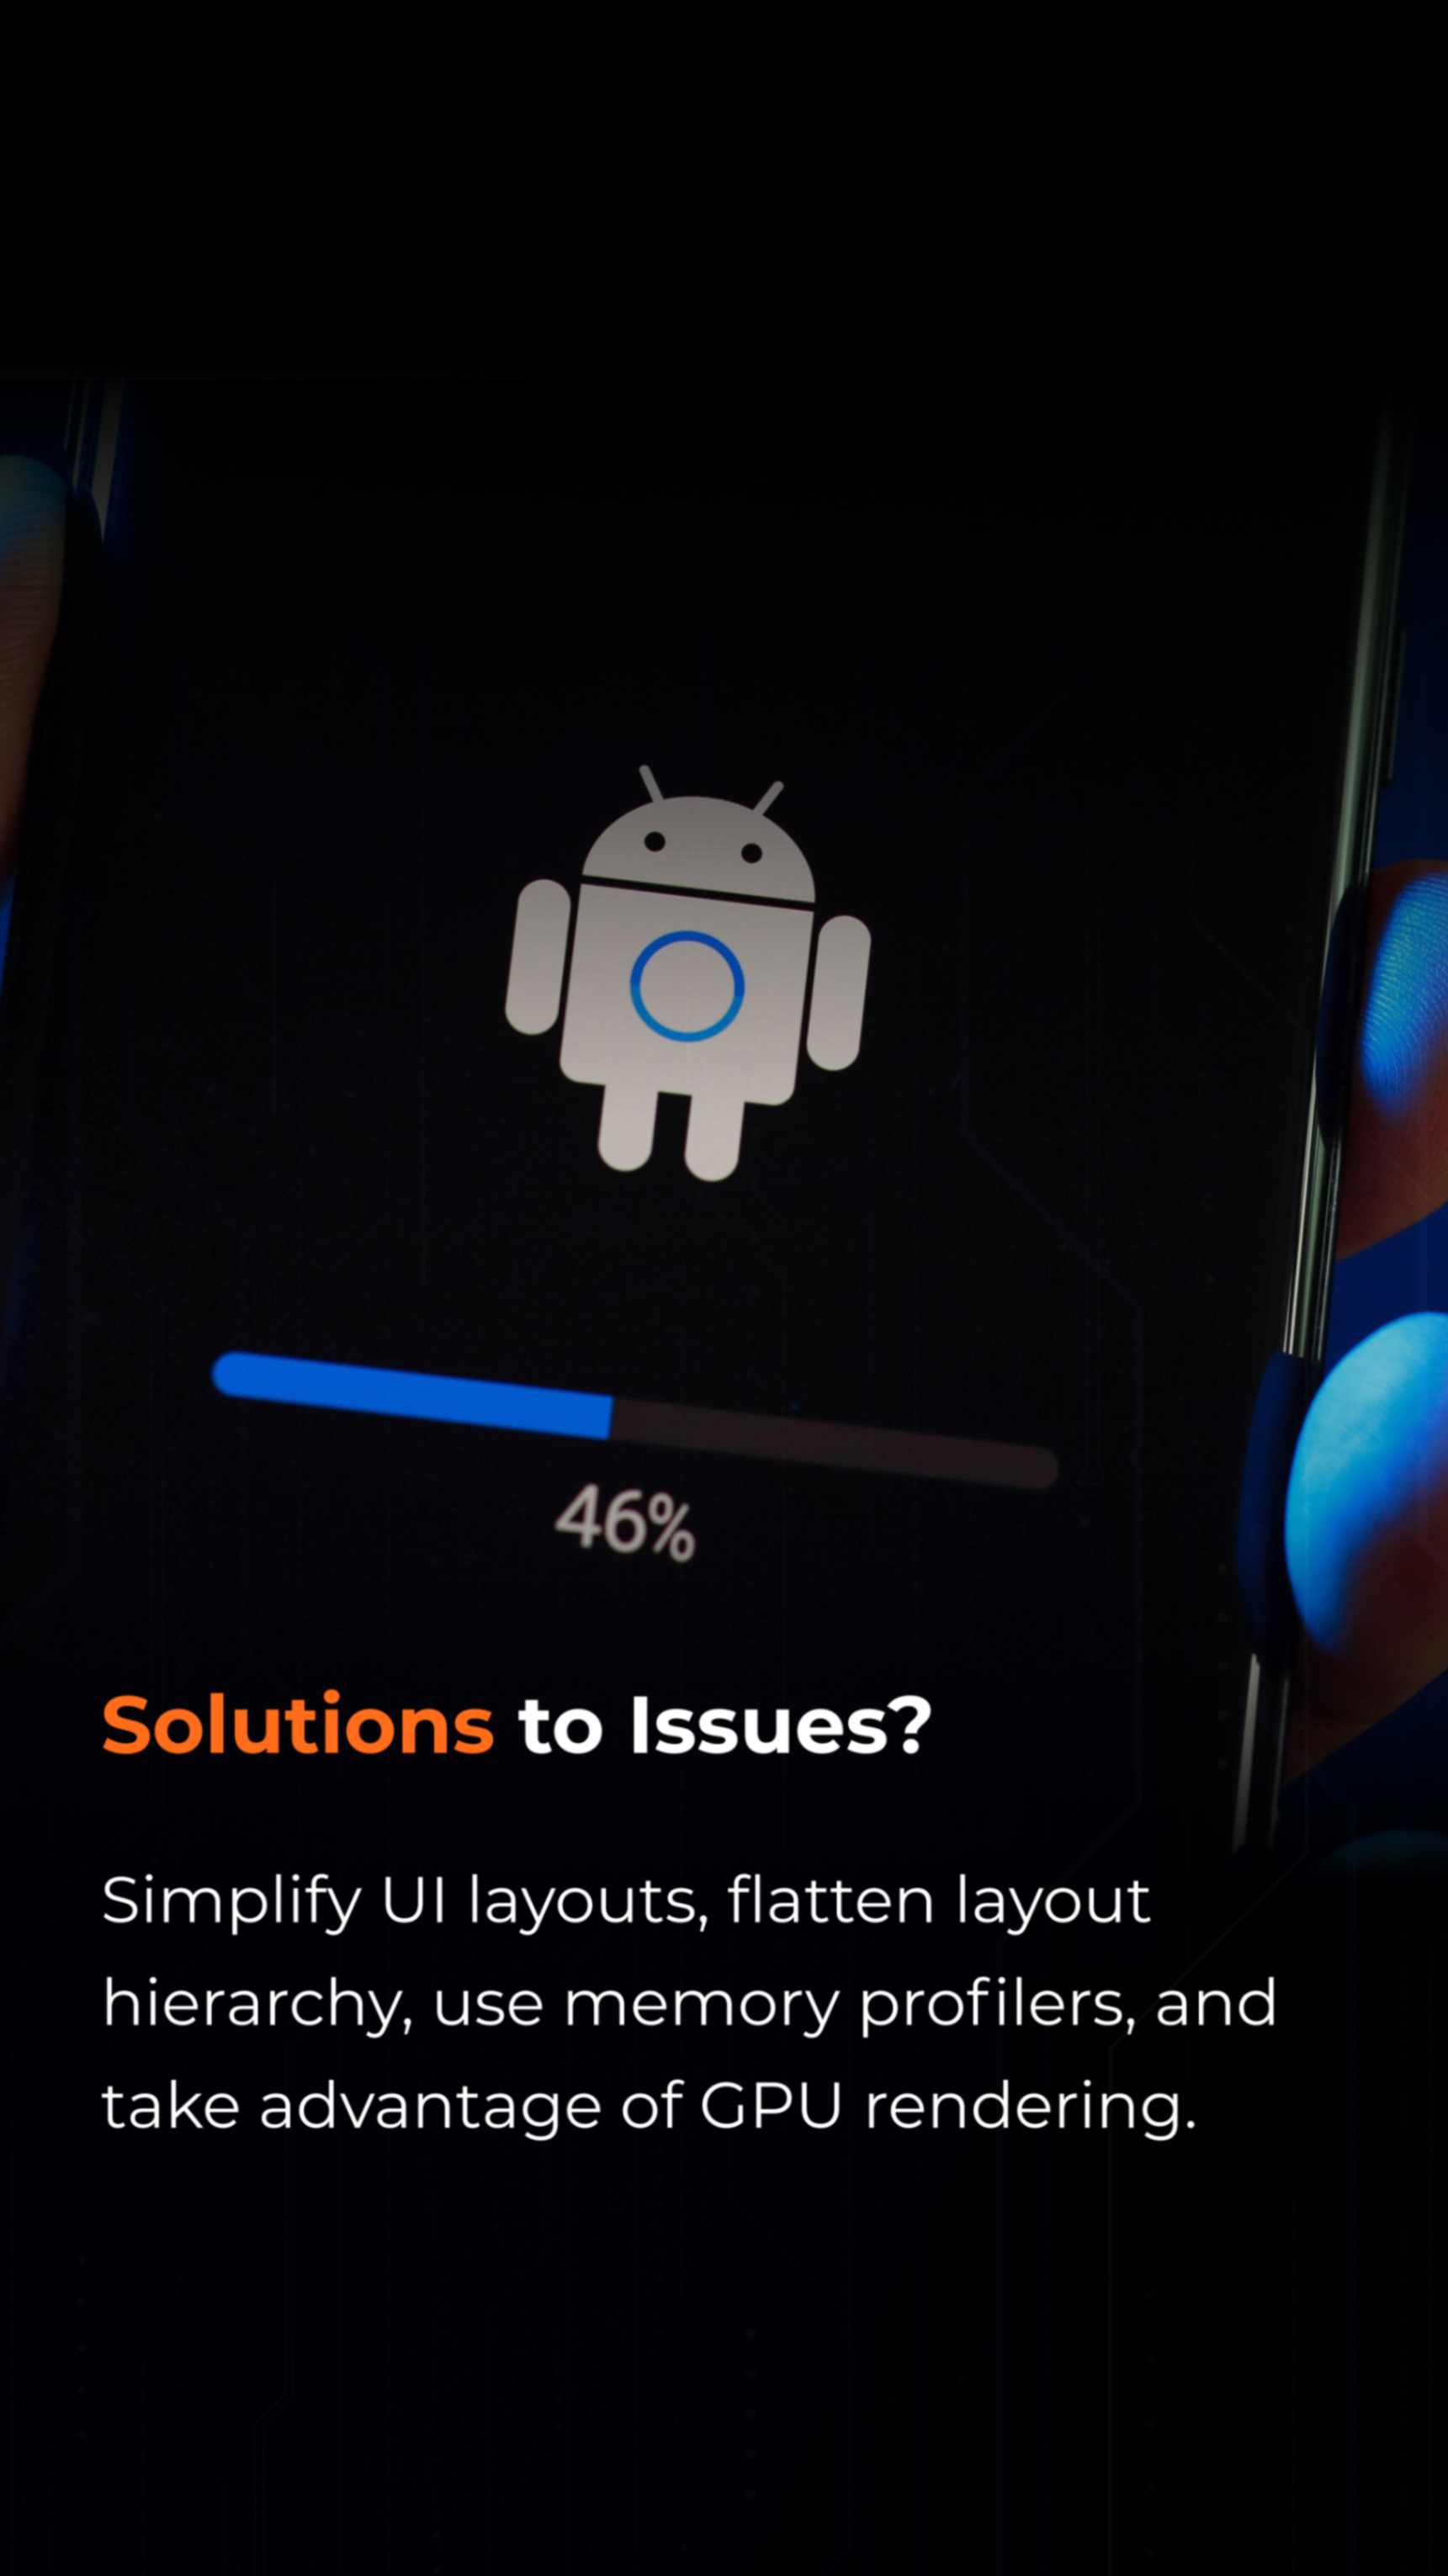 46%
Solutions to Issues?
Simplify UI layouts, flatten layout
hierarchy, use memory profilers, and
take advantage of GPU rendering.